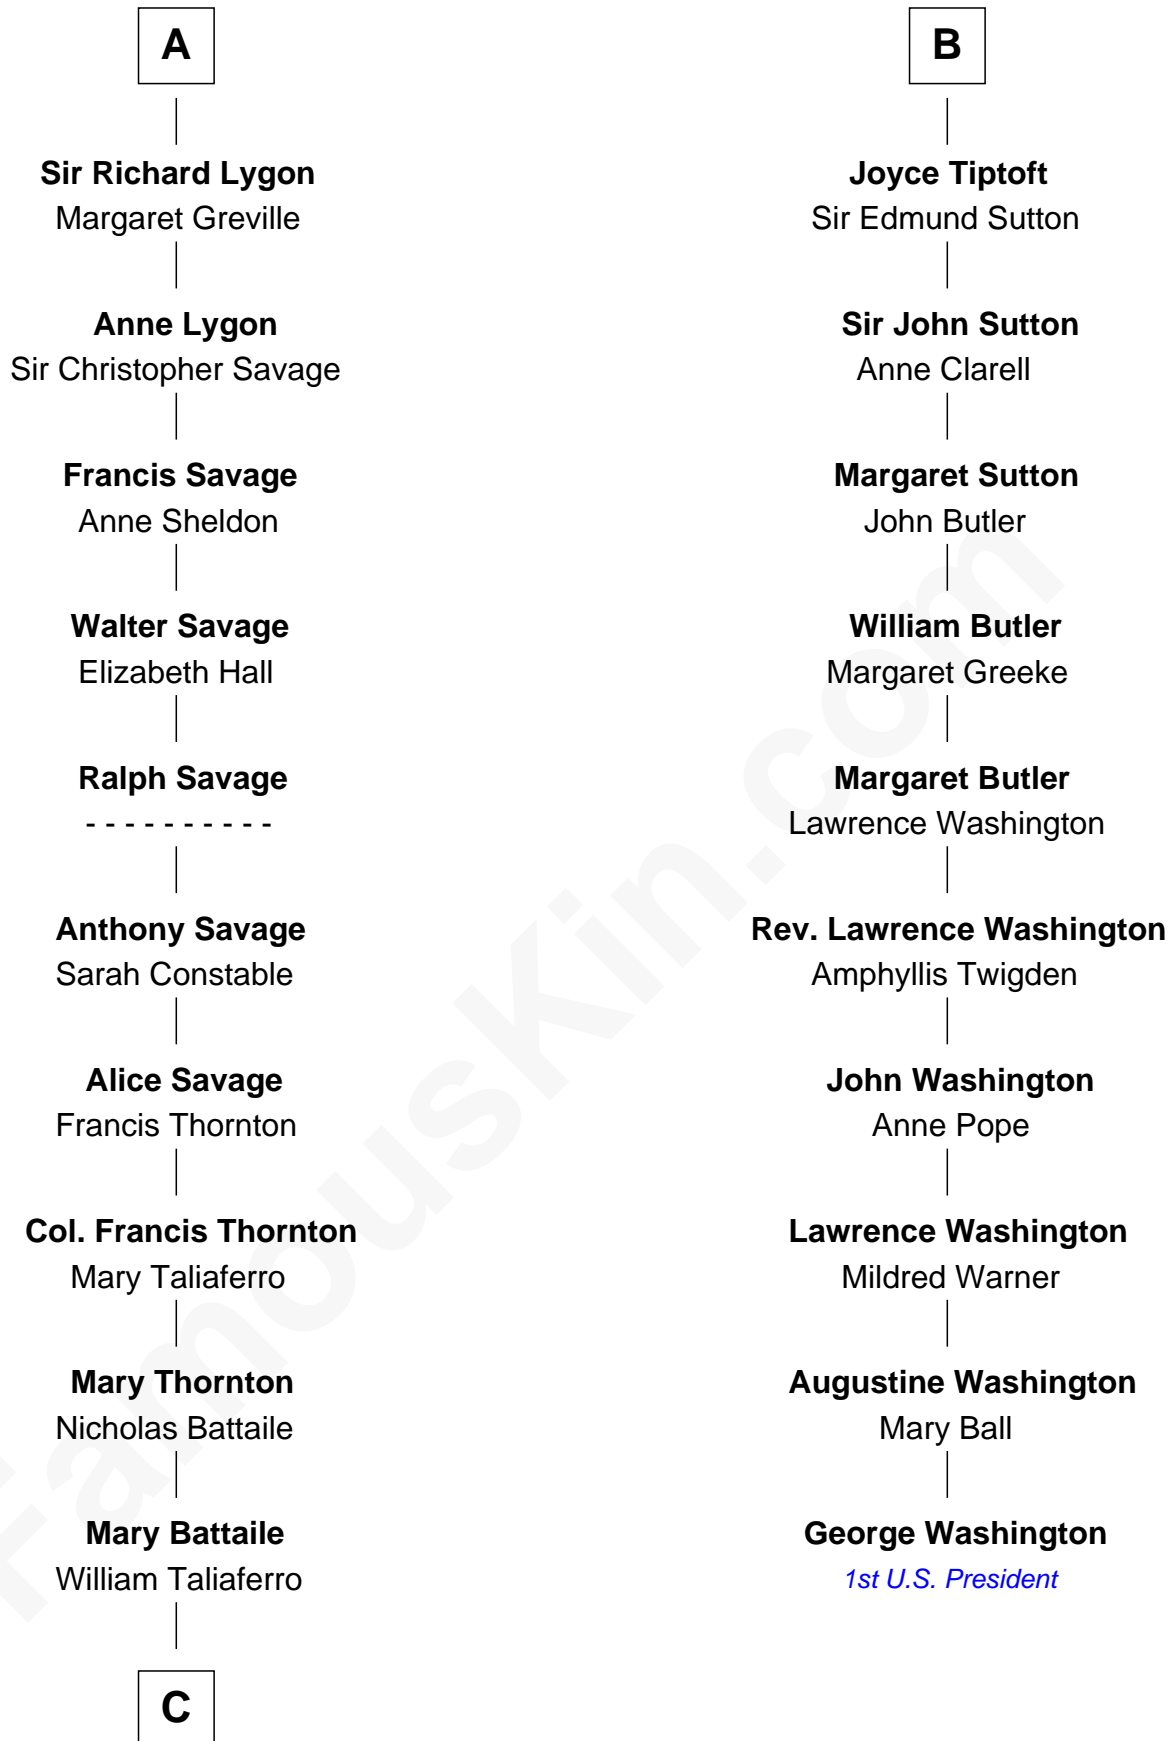 A
Sir Richard Lygon
Margaret Greville
Anne Lygon
Sir Christopher Savage
Francis Savage
Anne Sheldon
Walter Savage
Elizabeth Hall
Ralph Savage
- - - - - - - - - -
Anthony Savage
Sarah Constable
Alice Savage
Francis Thornton
Col. Francis Thornton
Mary Taliaferro
Mary Thornton
Nicholas Battaile
Mary Battaile
William Taliaferro
C
B
Joyce Tiptoft
Sir Edmund Sutton
Sir John Sutton
Anne Clarell
Margaret Sutton
John Butler
William Butler
Margaret Greeke
Margaret Butler
Lawrence Washington
Rev. Lawrence Washington
Amphyllis Twigden
John Washington
Anne Pope
Lawrence Washington
Mildred Warner
Augustine Washington
Mary Ball
George Washington
1st U.S. President
FamousKin.com